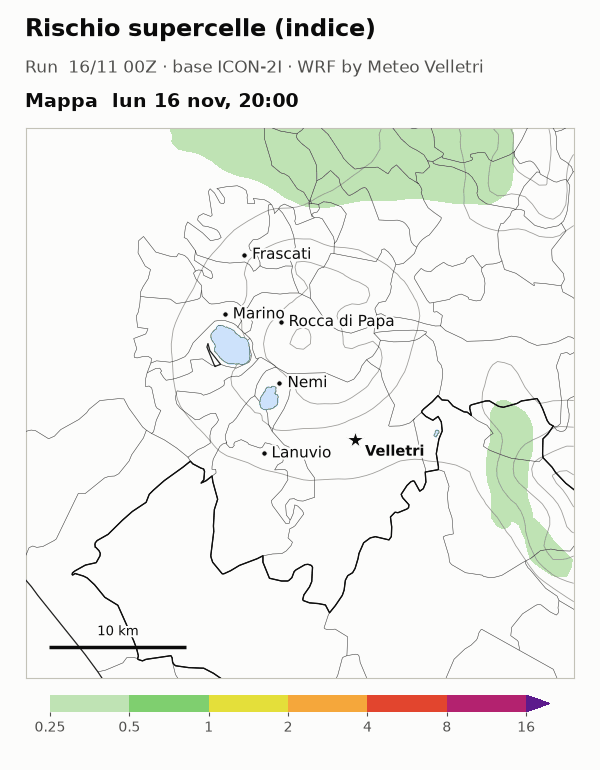 Rischio supercelle (indice)
Run  16/11 00Z · base ICON-2I · WRF by Meteo Velletri
Mappa  lun 16 nov, 20:00
Frascati
Marino
Rocca di Papa
Nemi
Velletri
Lanuvio
10 km
0.25 0.5 1 2 4 8 16